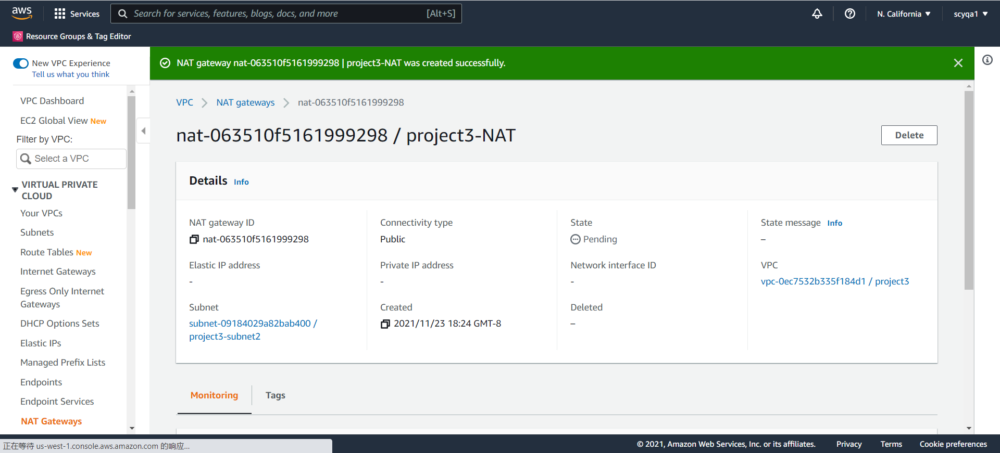 aws
Services
Search for services, features, blogs, docs, and more
[Alt+S]
N. California
scyqa1
Resource Groups & Tag Editor
New VPC Experience
Tell us what you think
VPC Dashboard
EC2 Global View New
Filter by VPC:
Select a VPC
VIRTUAL PRIVATE
CLOUD
Your VPCs
Subnets
Route Tables New
Internet Gateways
Egress Only Internet
Gateways
DHCP Options Sets
Elastic IPs
Managed Prefix Lists
Endpoints
Endpoint Services
NAT Gateways
NAT gateway nat-063510f5161999298 | project3-NAT was created successfully.
VPC
NAT gateways
nat-063510f5161999298
nat-063510f5161999298 / project3-NAT
Delete
Details Info
NAT gateway ID
nat-063510f5161999298
Connectivity type
Public
State
Pending
State message Info
–
Elastic IP address
-
Private IP address
-
Network interface ID
-
VPC
vpc-0ec7532b335f184d1 / project3
Subnet
subnet-09184029a82bab400 /
project3-subnet2
Created
2021/11/23 18:24 GMT-8
Deleted
–
Monitoring
Tags
正在等待 us-west-1.console.aws.amazon.com 的响应...
© 2021, Amazon Web Services, Inc. or its affiliates.
Privacy
Terms
Cookie preferences